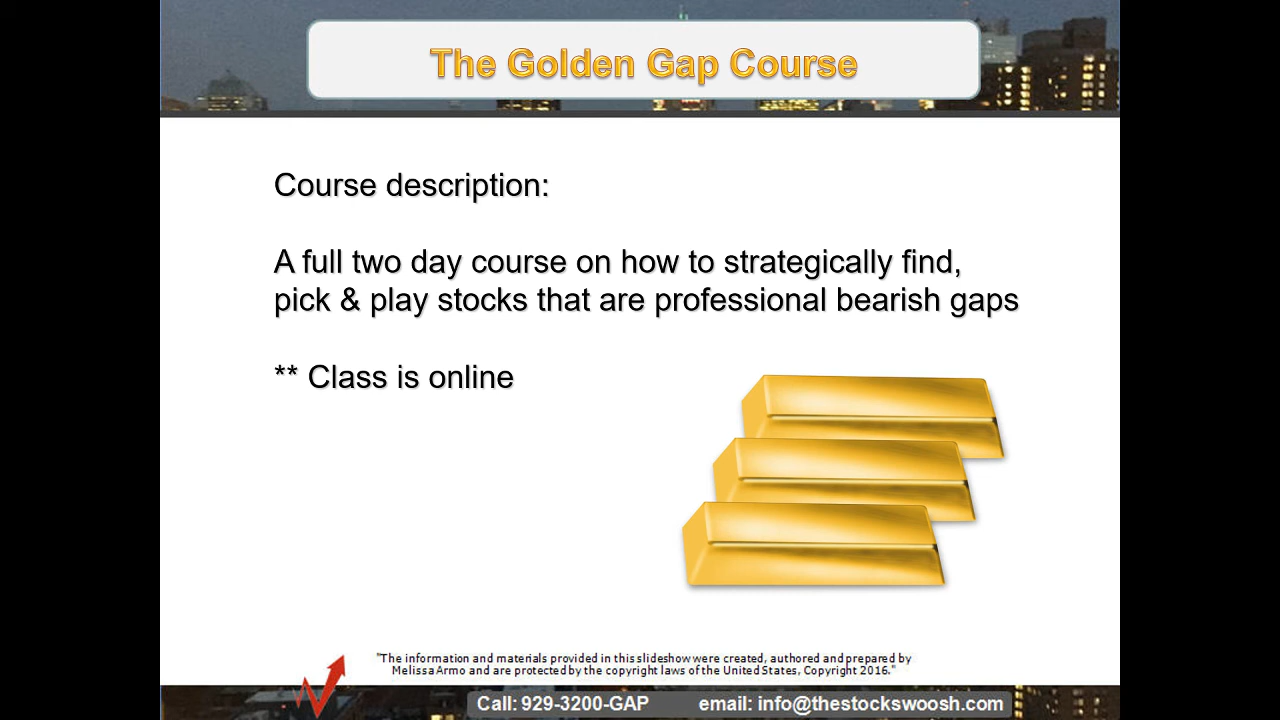 The Golden Gap Course
Course description:
A full two day course on how to strategically find,
pick & play stocks that are professional bearish gaps
** Class is online
"The information and materials provided in this slideshow were created, authored and prepared by
Melissa Armo and are protected by the copyright laws of the United States, Copyright 2016."
Call: 929-3200-GAP email: info@thestockswoosh.com